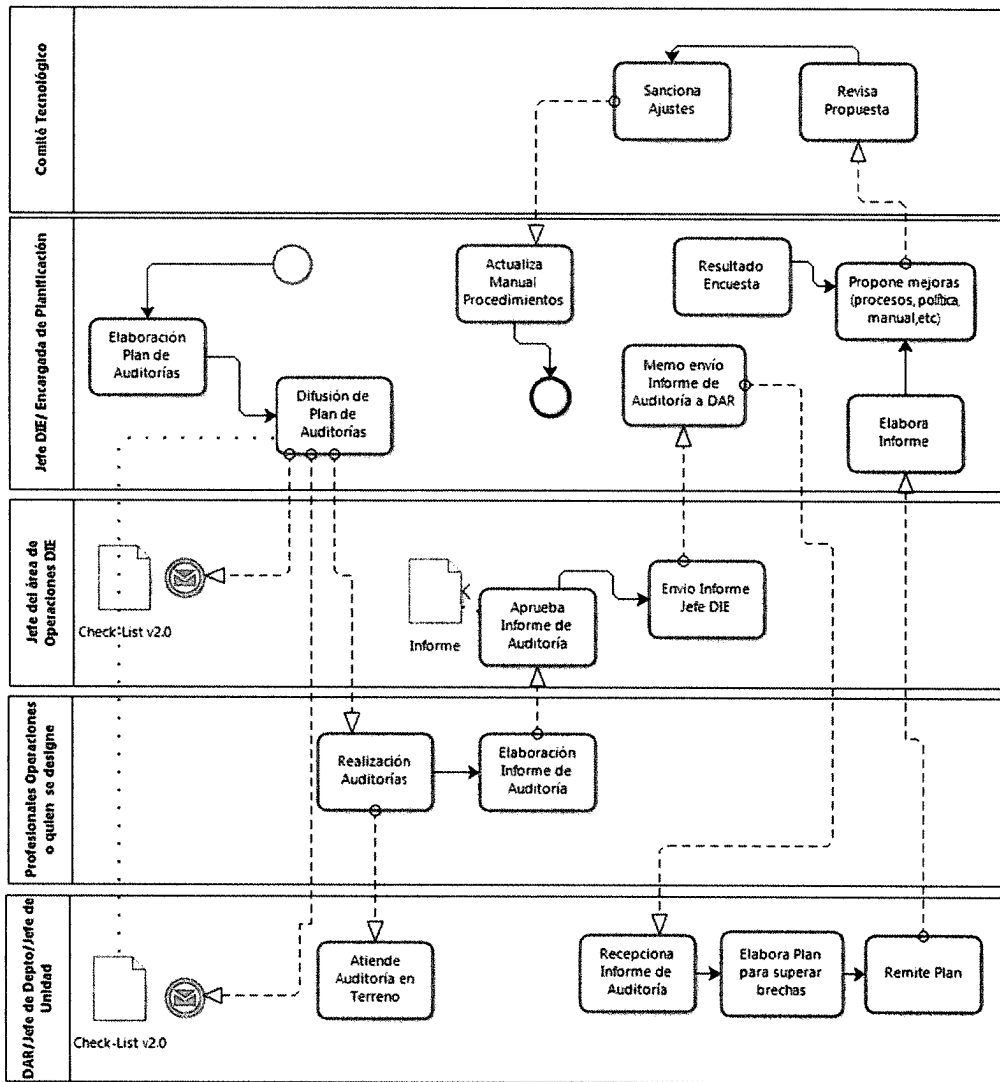 Comité Tecnológico
Sanciona
Ajustes
Revisa
Propuesta
Jefe DIE/ Encargada de Planificación
Elaboración
Plan de
Auditorías
Difusión de
Plan de
Auditorías
Actualiza
Manual
Procedimientos
Resultado
Encuesta
Propone mejoras
(procesos, política,
manual,etc)
Memo envío
Informe de
Auditoría a DAR
Elabora
Informe
Jefe del área de
Operaciones DIE
Check-List v2.0
Informe
Aprueba
Informe de
Auditoría
Envio Informe
Jefe DIE
Profesionales Operaciones
o quien se designe
Realización
Auditorías
Elaboración
Informe de
Auditoría
DAR/Jefe de Depto/Jefe de
Unidad
Check-List v2.0
Atiende
Auditoría en
Terreno
Recepciona
Informe de
Auditoría
Elabora Plan
para superar
brechas
Remite Plan